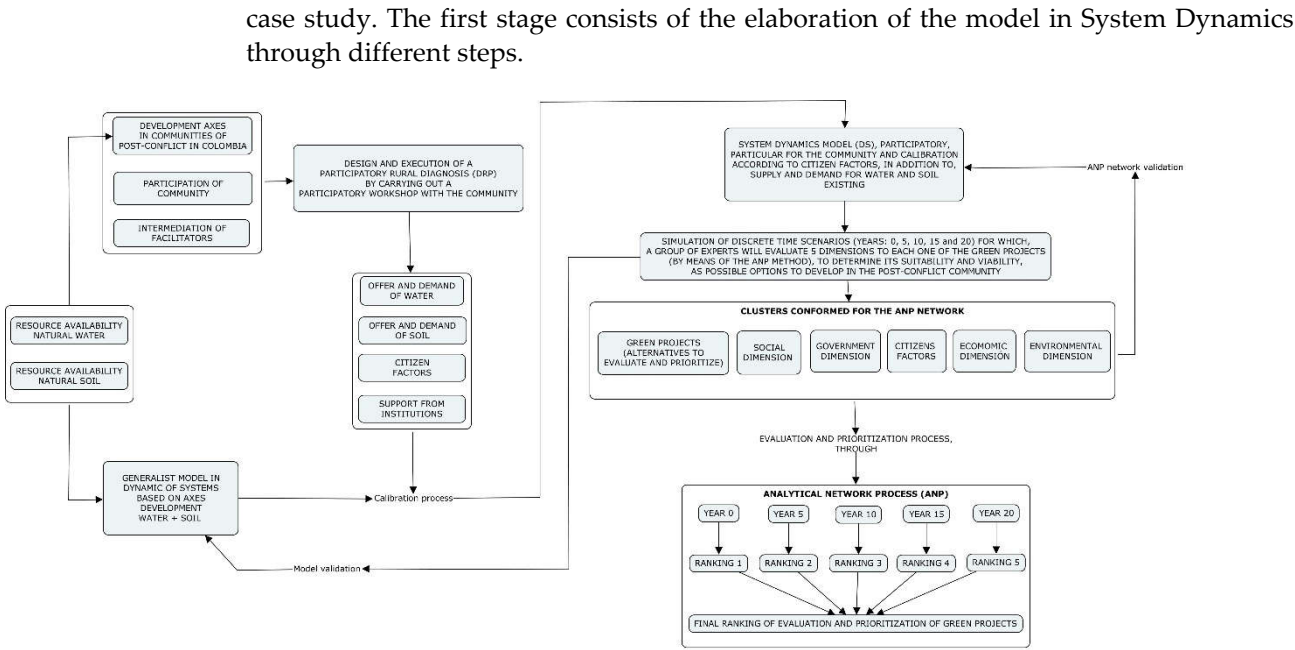 case study. The first stage consists of the elaboration of the model in System Dynamics
through different steps.
DEVELOPMENT AXES
IN COMMUNITIES OF
POST-CONFLICT IN COLOMBIA
PARTICIPATION OF
COMMUNITY
INTERMEDIATION OF
FACILITATORS
DESIGN AND EXECUTION OF A
PARTICIPATORY RURAL DIAGNOSIS (DRP)
BY CARRYING OUT A
PARTICIPATORY WORKSHOP WITH THE COMMUNITY
OFFER AND DEMAND
OF WATER
OFFER AND DEMAND
OF SOIL
CITIZEN
FACTORS
SUPPORT FROM
INSTITUTIONS
RESOURCE AVAILABILITY
NATURAL WATER
RESOURCE AVAILABILITY
NATURAL SOIL
GENERALIST MODEL IN
DYNAMIC OF SYSTEMS
BASED ON AXES
DEVELOPMENT
WATER + SOIL
Calibration process
Model validation
SYSTEM DYNAMICS MODEL (DS), PARTICIPATORY,
PARTICULAR FOR THE COMMUNITY AND CALIBRATION
ACCORDING TO CITIZEN FACTORS, IN ADDITION TO,
SUPPLY AND DEMAND FOR WATER AND SOIL
EXISTING
ANP network validation
SIMULATION OF DISCRETE TIME SCENARIOS (YEARS: 0, 5, 10, 15 and 20) FOR WHICH,
A GROUP OF EXPERTS WILL EVALUATE 5 DIMENSIONS TO EACH ONE OF THE GREEN PROJECTS
(BY MEANS OF THE ANP METHOD), TO DETERMINE ITS SUITABILITY AND VIABILITY,
AS POSSIBLE OPTIONS TO DEVELOP IN THE POST-CONFLICT COMMUNITY
CLUSTERS CONFORMED FOR THE ANP NETWORK
GREEN PROJECTS
(ALTERNATIVES TO
EVALUATE AND PRIORITIZE)
SOCIAL
DIMENSION
GOVERNMENT
DIMENSION
CITIZENS
FACTORS
ECOMOMIC
DIMENSIÓN
ENVIRONMENTAL
DIMENSION
EVALUATION AND PRIORITIZATION PROCESS,
THROUGH
ANALYTICAL NETWORK PROCESS (ANP)
YEAR 0
YEAR 5
YEAR 10
YEAR 15
YEAR 20
RANKING 1
RANKING 2
RANKING 3
RANKING 4
RANKING 5
FINAL RANKING OF EVALUATION AND PRIORITIZATION OF GREEN PROJECTS